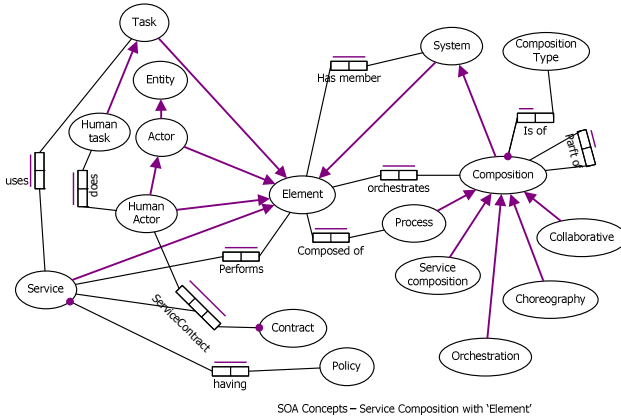 Task
System
Composition
Type
Entity
Has member
Human
task
Actor
Is of
Parft of
uses
does
orchestrates
Composition
Element
Human
Actor
Process
Collaborative
Composed of
Performs
Service
composition
Service
Choreography
ServiceContract
Contract
Orchestration
Policy
having
SOA Concepts – Service Composition with ‘Element’